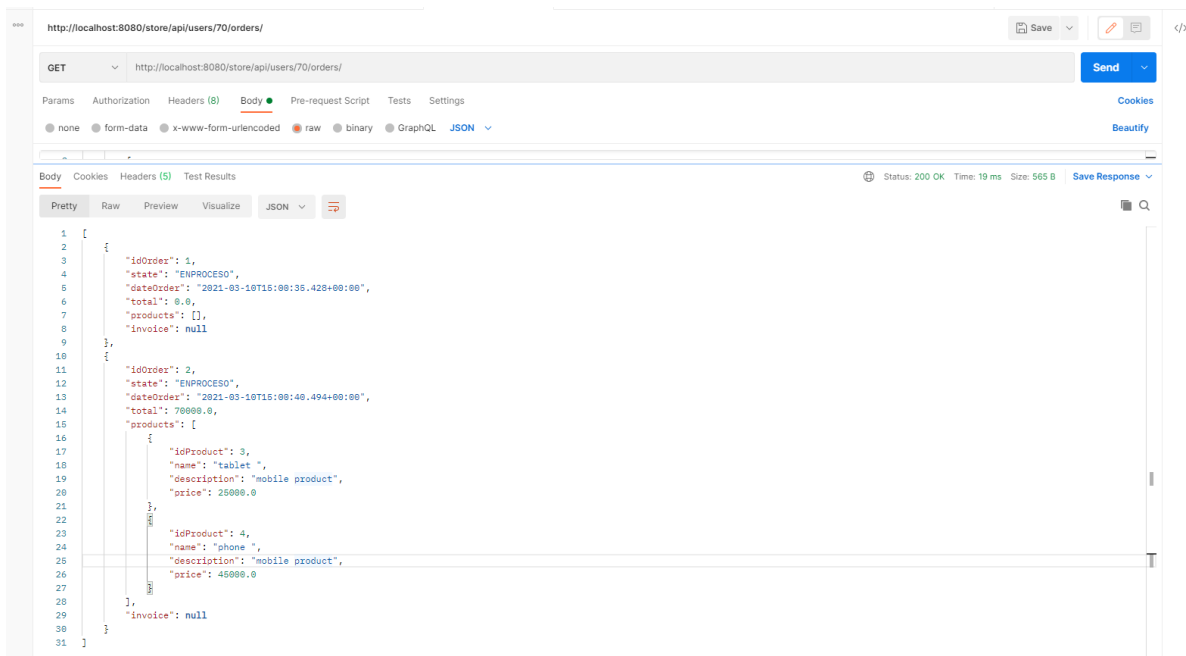 http://localhost:8080/store/api/users/70/orders/ Save </>
GET http://localhost:8080/store/api/users/70/orders/ Send
Params Authorization Headers (8) Body Pre-request Script Tests Settings Cookies
none form-data x-www-form-urlencoded raw binary GraphQL JSON Beautify
Body Cookies Headers (5) Test Results Status: 200 OK Time: 19 ms Size: 565 B Save Response
Pretty Raw Preview Visualize JSON
1 [
2 {
3 "idOrder": 1,
4 "state": "ENPROCESO",
5 "dateOrder": "2021-03-10T15:00:35.428+00:00",
6 "total": 0.0,
7 "products": [],
8 "invoice": null
9 },
10 {
11 "idOrder": 2,
12 "state": "ENPROCESO",
13 "dateOrder": "2021-03-10T15:00:40.494+00:00",
14 "total": 70000.0,
15 "products": [
16 {
17 "idProduct": 3,
18 "name": "tablet ",
19 "description": "mobile product",
20 "price": 25000.0
21 },
22 {
23 "idProduct": 4,
24 "name": "phone ",
25 "description": "mobile product",
26 "price": 45000.0
27 }
28 ],
29 "invoice": null
30 }
31 ]